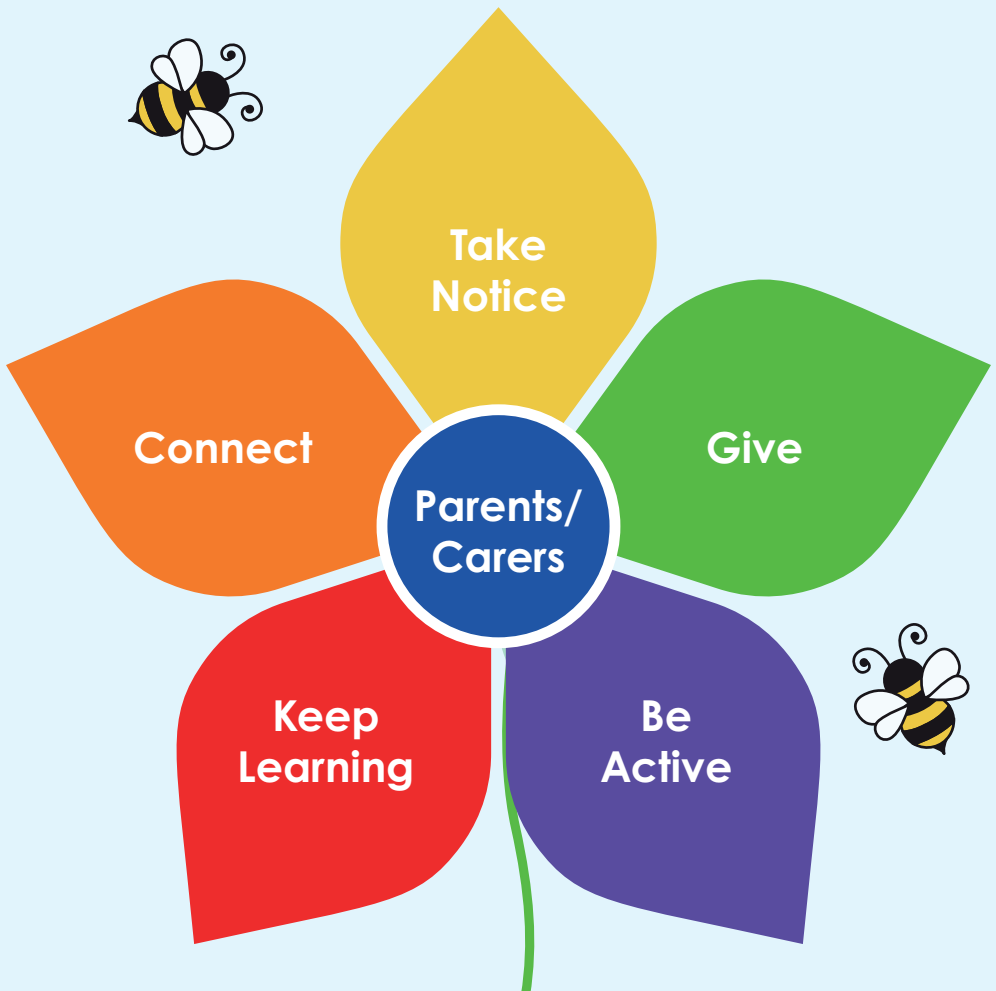 Take
Notice
Connect
Give
Parents/
Carers
Keep
Learning
Be
Active